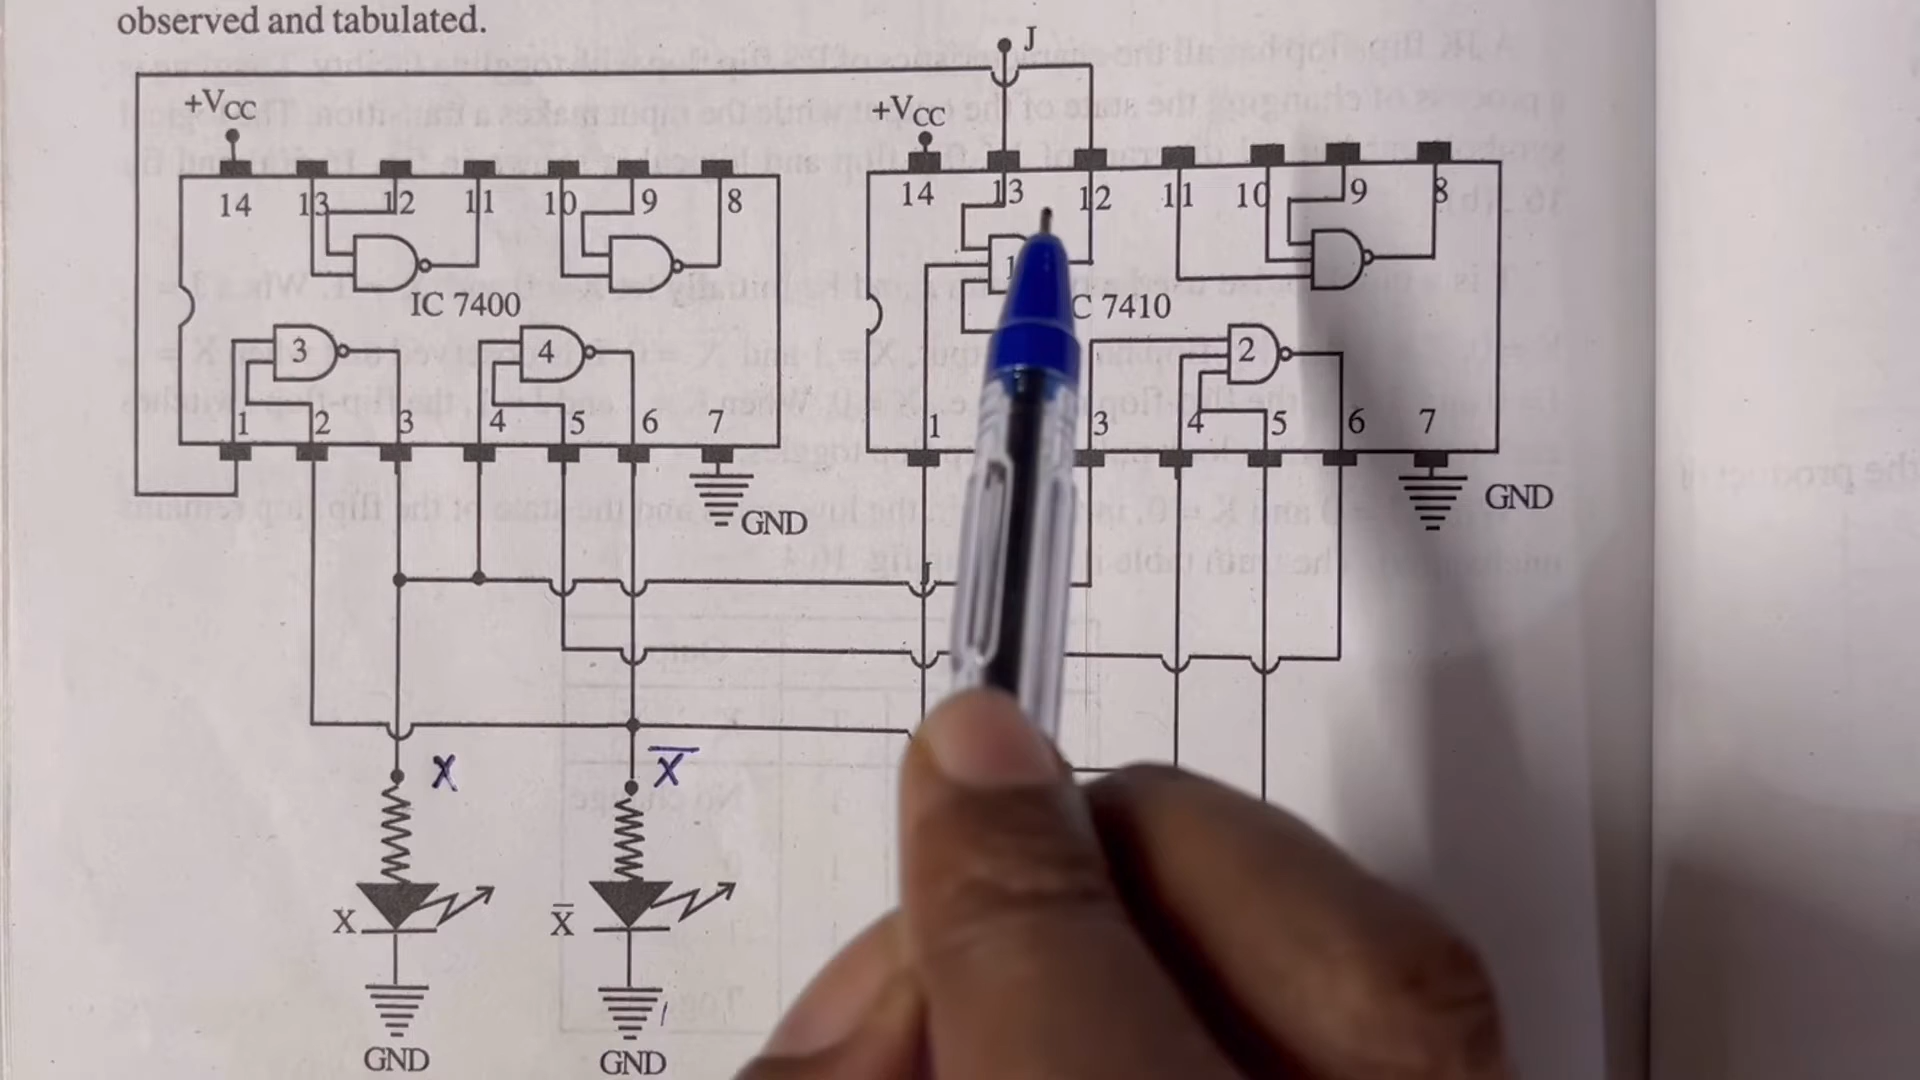 observed and tabulated.
J
+VCC
+VCC
14 13 12 11 10 9 8
14 13 12 11 10 9 8
1
IC 7400
C 7410
3 4
2
1 2 3 4 5 6 7
1 3 4 5 6 7
GND
GND
X X̅
X X̅
GND GND